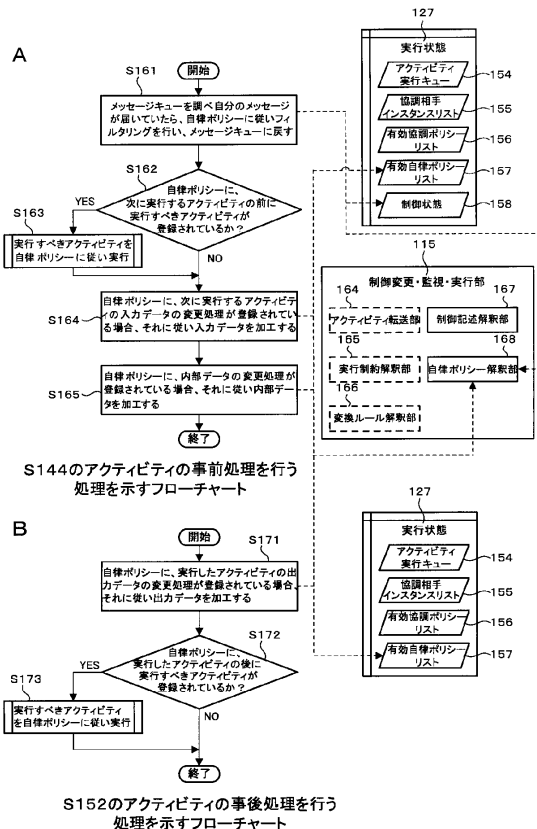 A
開始
S161
メッセージキューを調べ自分のメッセージ
が届いていたら、自律ポリシーに従いフィ
ルタリングを行い、メッセージキューに戻す
S162
自律ポリシーに、
次に実行するアクティビティの前に
実行すべきアクティビティが
登録されているか?
YES
NO
S163
実行すべきアクティビティを
自律ポリシーに従い実行
S164
自律ポリシーに、次に実行するアクティビティ
の入力データの変更処理が登録されている
場合、それに従い入力データを加工する
S165
自律ポリシーに、内部データの変更処理が
登録されている場合、それに従い内部デー
タを加工する
終了
S144のアクティビティの事前処理を行う
処理を示すフローチャート
127
実行状態
アクティビティ
実行キュー
154
協調相手
インスタンスリスト
155
有効協調ポリシー
リスト
156
有効自律ポリシー
リスト
157
制御状態
158
115
制御変更・監視・実行部
164
アクティビティ転送部
167
制御記述解釈部
165
実行制約解釈部
168
自律ポリシー解釈部
166
変換ルール解釈部
B
開始
S171
自律ポリシーに、実行したアクティビティの出
力データの変更処理が登録されている場合、
それに従い出力データを加工する
S172
自律ポリシーに、
実行したアクティビティの後に
実行すべきアクティビティが
登録されているか?
YES
NO
S173
実行すべきアクティビティ
を自律ポリシーに従い実行
終了
S152のアクティビティの事後処理を行う
処理を示すフローチャート
127
実行状態
アクティビティ
実行キュー
154
協調相手
インスタンスリスト
155
有効協調ポリシー
リスト
156
有効自律ポリシー
リスト
157